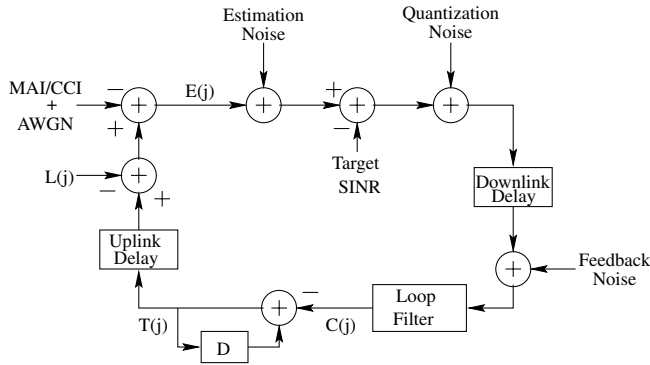 Estimation
Noise
Quantization
Noise
MAI/CCI
+
AWGN
−
+
E(j)
+
+
−
+
+
Target
SINR
L(j)
+
−
+
Downlink
Delay
Uplink
Delay
+
Feedback
Noise
T(j)
D
+
−
C(j)
Loop
Filter